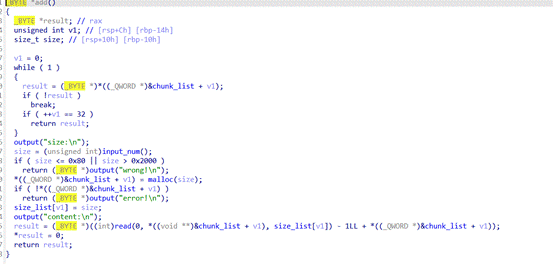 _BYTE *add()
{
_BYTE *result; // rax
unsigned int v1; // [rsp+Ch] [rbp-14h]
size_t size; // [rsp+10h] [rbp-10h]
v1 = 0;
while ( 1 )
{
result = (_BYTE *)*((_QWORD *)&chunk_list + v1);
if ( !result )
break;
if ( ++v1 == 32 )
return result;
}
output("size:\n");
size = (unsigned int)input_num();
if ( size <= 0x80 || size > 0x2000 )
return (_BYTE *)output("wrong!\n");
*((_QWORD *)&chunk_list + v1) = malloc(size);
if ( !*((_QWORD *)&chunk_list + v1) )
return (_BYTE *)output("error!\n");
size_list[v1] = size;
output("content:\n");
result = (_BYTE *)((int)read(0, *((void **)&chunk_list + v1), size_list[v1]) - 1LL + *((_QWORD *)&chunk_list + v1));
*result = 0;
return result;
}